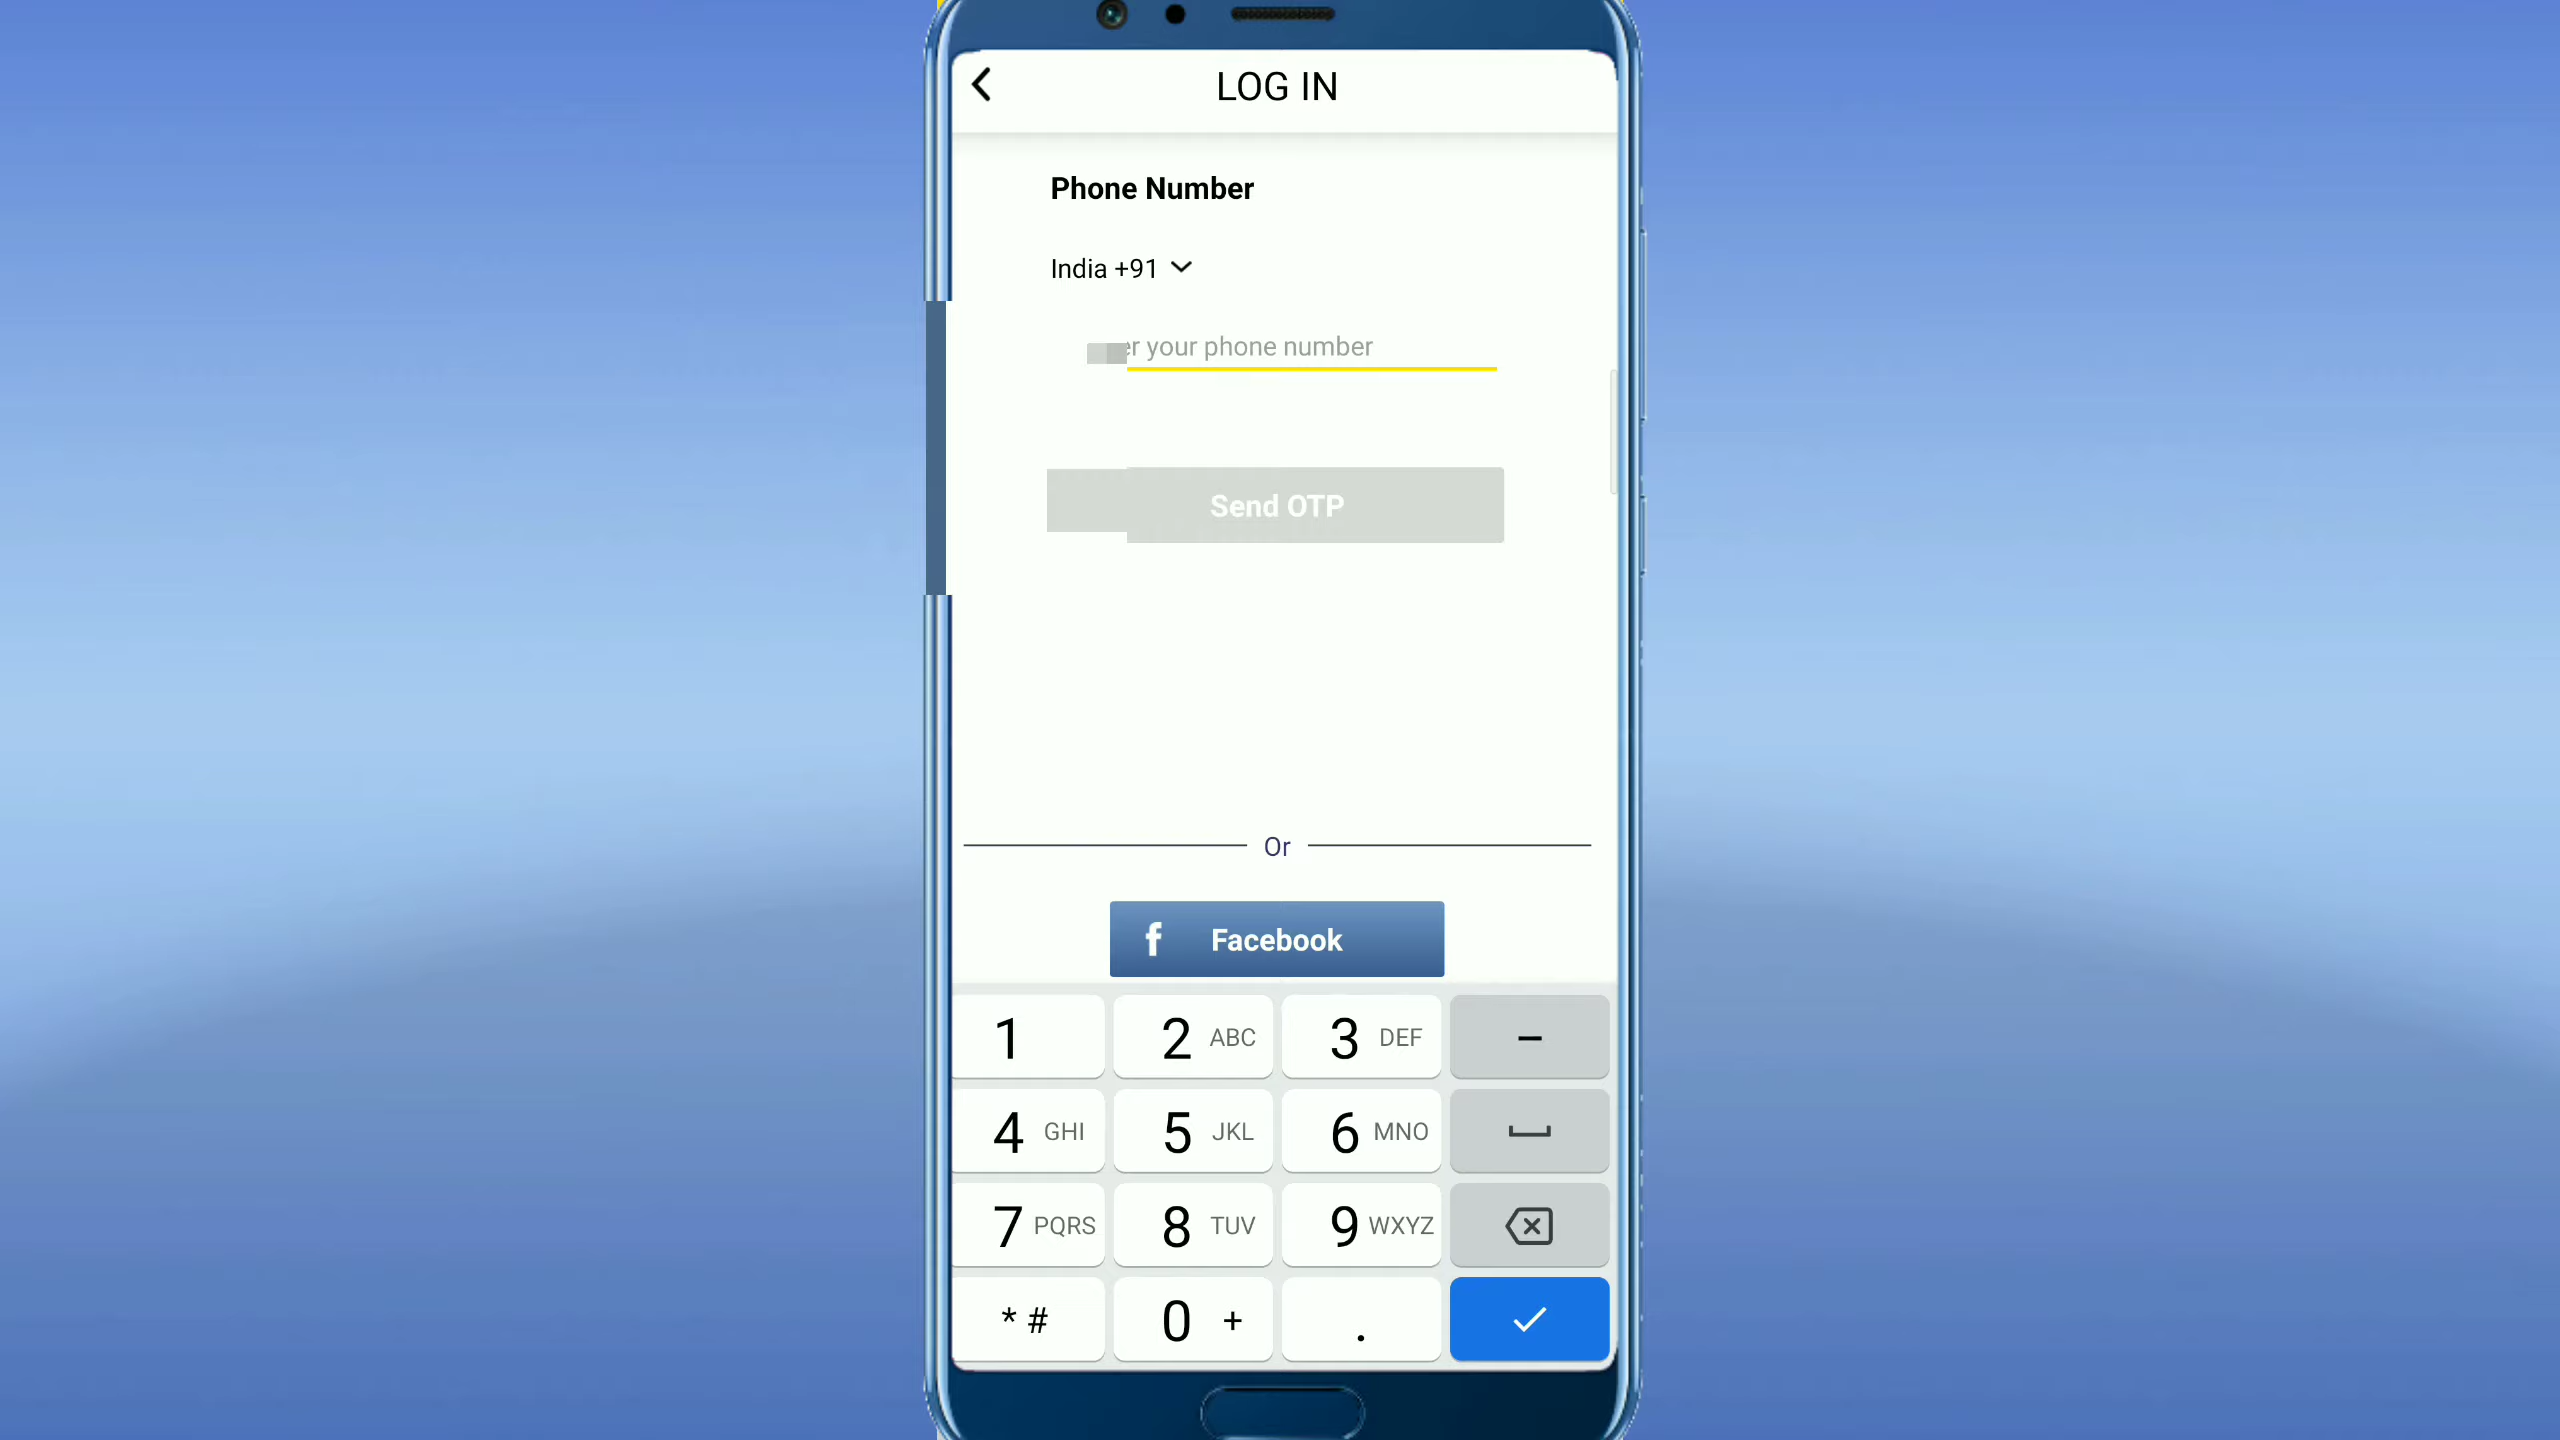 LOG IN
Phone Number
India +91
your phone number
Send OTP
Or
f Facebook
1 2 ABC 3 DEF –
4 GHI 5 JKL 6 MNO
7 PQRS 8 TUV 9 WXYZ
* # 0 + .